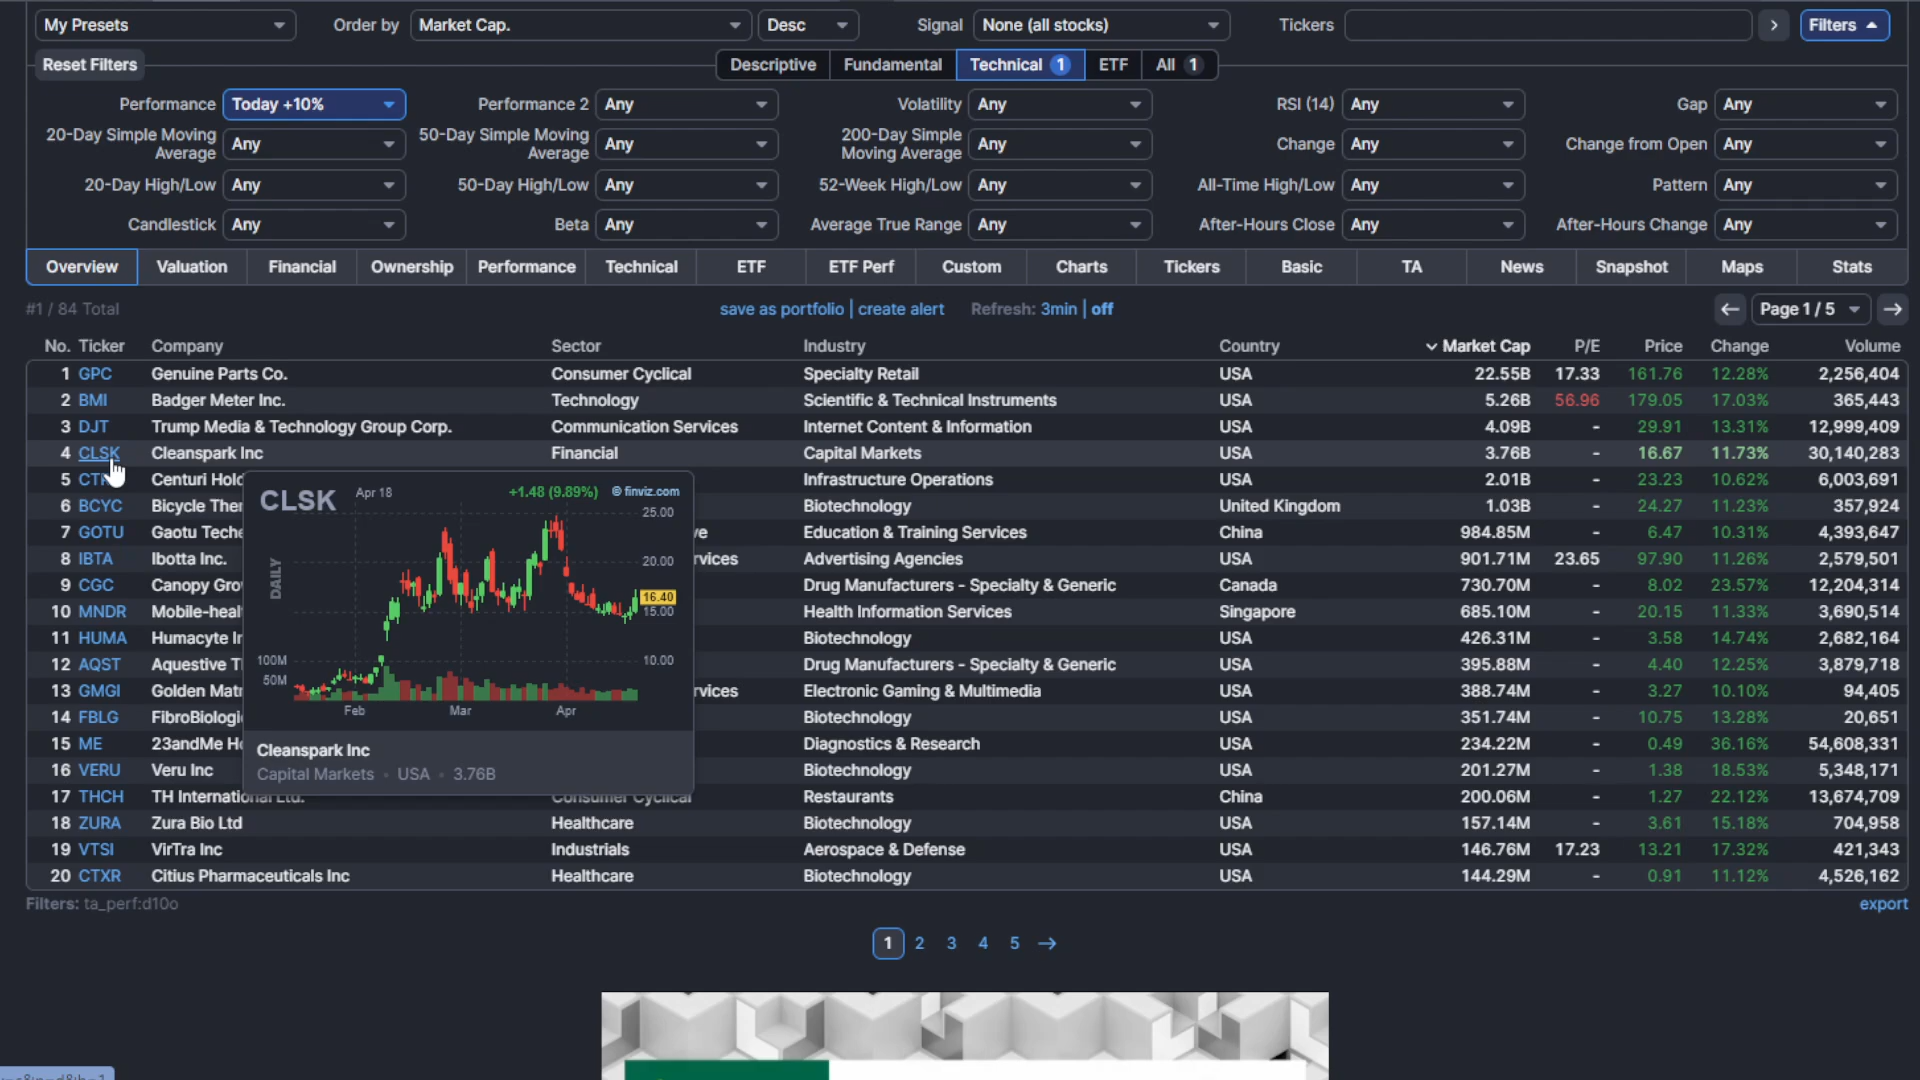 My Presets Order by Market Cap. Desc Signal None (all stocks) Tickers > Filters
Reset Filters Descriptive Fundamental Technical 1 ETF All 1
Performance Today +10% Performance 2 Any Volatility Any RSI (14) Any Gap Any
20-Day Simple Moving Average Any 50-Day Simple Moving Average Any 200-Day Simple Moving Average Any Change Any Change from Open Any
20-Day High/Low Any 50-Day High/Low Any 52-Week High/Low Any All-Time High/Low Any Pattern Any
Candlestick Any Beta Any Average True Range Any After-Hours Close Any After-Hours Change Any
Overview Valuation Financial Ownership Performance Technical ETF ETF Perf Custom Charts Tickers Basic TA News Snapshot Maps Stats
#1 / 84 Total save as portfolio | create alert Refresh: 3min | off ← Page 1 / 5 →
No. Ticker Company Sector Industry Country Market Cap P/E Price Change Volume
1 GPC Genuine Parts Co. Consumer Cyclical Specialty Retail USA 22.55B 17.33 161.76 12.28% 2,256,404
2 BMI Badger Meter Inc. Technology Scientific & Technical Instruments USA 5.26B 56.96 179.05 17.03% 365,443
3 DJT Trump Media & Technology Group Corp. Communication Services Internet Content & Information USA 4.09B - 29.91 13.31% 12,999,409
4 CLSK Cleanspark Inc Financial Capital Markets USA 3.76B - 16.67 11.73% 30,140,283
5 Centuri Infrastructure Operations USA 2.01B - 23.23 10.62% 6,003,691
6 BCYC Bicycle Infrastructure Biotechnology United Kingdom 1.03B - 24.27 11.23% 357,924
7 GOTU Gaotu Education & Training Services China 984.85M - 6.47 10.31% 4,393,647
8 IBTA Ibotta Inc. Advertising Agencies USA 901.71M 23.65 97.90 11.26% 2,579,501
9 CGC Canopy Drug Manufacturers - Specialty & Generic Canada 730.70M - 8.02 23.57% 12,204,314
10 MNDR Health Information Services Singapore 685.10M - 20.15 11.33% 3,690,514
11 HUMA Humacyte Biotechnology USA 426.31M - 3.58 14.74% 2,682,164
12 AQST Aquestive Drug Manufacturers - Specialty & Generic USA 395.88M - 4.40 12.25% 3,879,718
13 GMGI Golden Electronic Gaming & Multimedia USA 388.74M - 3.27 10.10% 94,405
14 FBLG Biotechnology USA 351.74M - 10.75 13.28% 20,651
15 ME 23andMe Diagnostics & Research USA 234.22M - 0.49 36.16% 54,608,331
16 VERU Veru Inc Biotechnology USA 201.27M - 1.38 18.53% 5,348,171
17 THCH TH International Ltd. Consumer Cyclical Restaurants China 200.06M - 1.27 22.12% 13,674,709
18 ZURA Zura Bio Ltd Healthcare Biotechnology USA 157.14M - 3.61 15.18% 704,958
19 VTSI VirTra Inc Industrials Aerospace & Defense USA 146.76M 17.23 13.21 17.32% 421,343
20 CTXR Citius Pharmaceuticals Inc Healthcare Biotechnology USA 144.29M - 0.91 11.12% 4,526,162
CLSK Apr 18 +1.48 (9.89%) © finviz.com
25.00
DAILY
20.00
16.40
15.00
100M 10.00
50M
Feb Mar Apr
Cleanspark Inc
Capital Markets • USA • 3.76B
Filters: ta_perf:d10o export
1 2 3 4 5 →